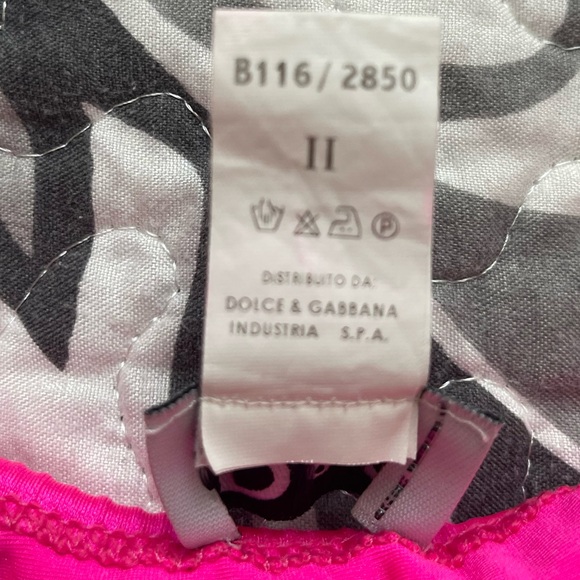 B116/2850
II
P
DISTRIBUITO DA
DOLCE & GABBANA
INDUSTRIA S.P.A.